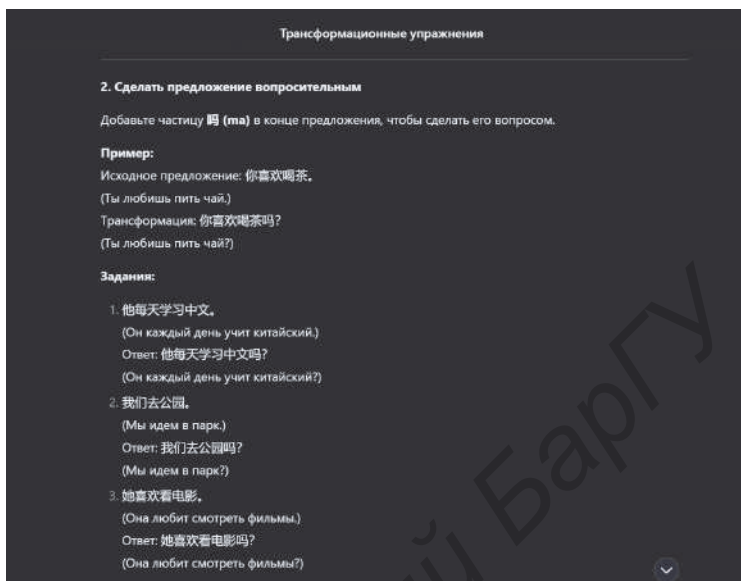 Трансформационные упражнения
2. Сделать предложение вопросительным
Добавьте частицу 吗 (ma) в конце предложения, чтобы сделать его вопросом.
Пример:
Исходное предложение: 你喜欢喝茶。
(Ты любишь пить чай.)
Трансформация: 你喜欢喝茶吗?
(Ты любишь пить чай?)
Задания:
1. 他每天学习中文。
(Он каждый день учит китайский.)
Ответ: 他每天学习中文吗?
(Он каждый день учит китайский?)
2. 我们去公园。
(Мы идем в парк.)
Ответ: 我们去公园吗?
(Мы идем в парк?)
3. 她喜欢看电影。
(Она любит смотреть фильмы.)
Ответ: 她喜欢看电影吗?
(Она любит смотреть фильмы?)
ий БарГУ